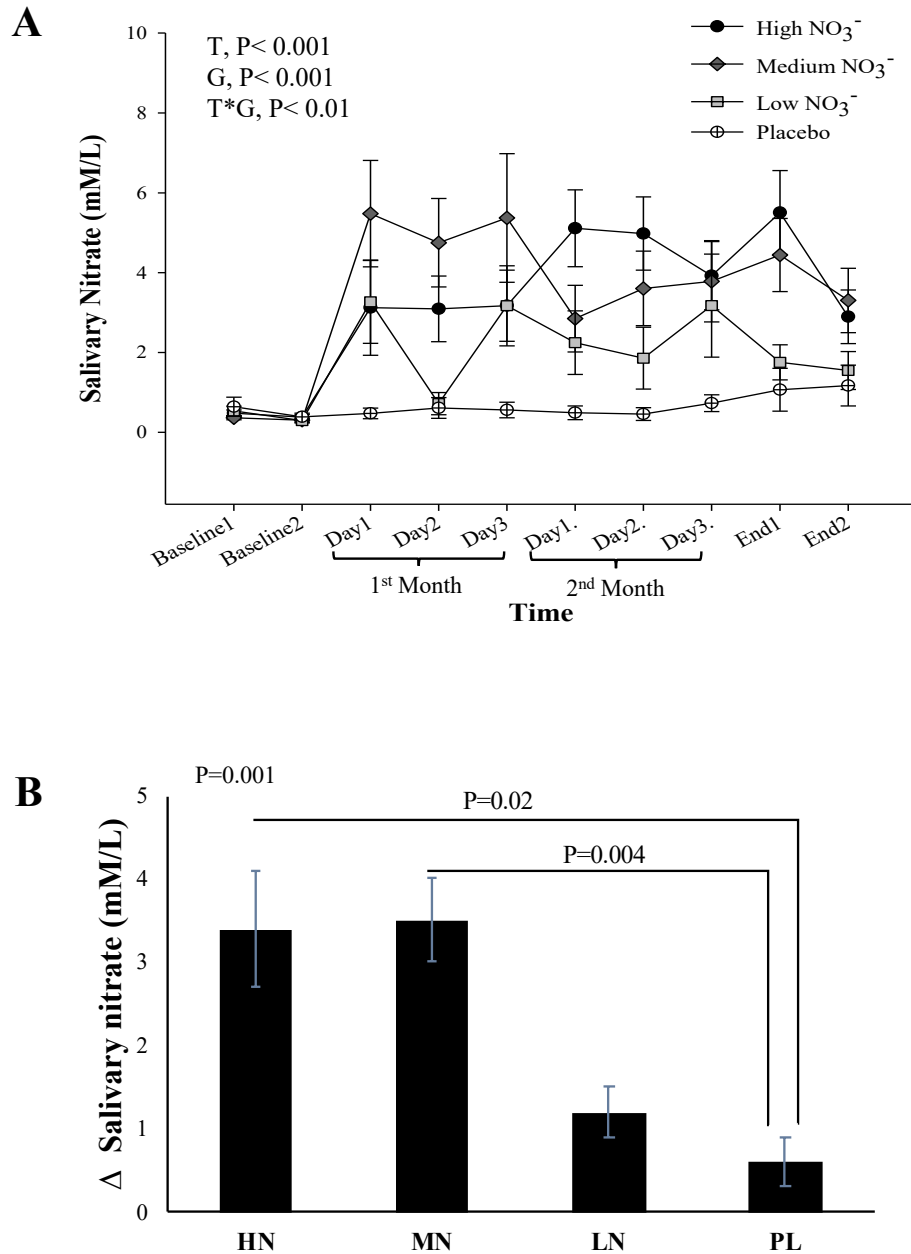 A
T, P< 0.001
G, P< 0.001
T*G, P< 0.01
High NO₃⁻
Medium NO₃⁻
Low NO₃⁻
Placebo
Salivary Nitrate (mM/L)
10
8
6
4
2
0
Baseline1
Baseline2
Day1
Day2
Day3
Day1.
Day2.
Day3.
End1
End2
1ˢᵗ Month
2ⁿᵈ Month
Time
B
P=0.001
P=0.02
P=0.004
Δ Salivary nitrate (mM/L)
5
4
3
2
1
0
HN
MN
LN
PL